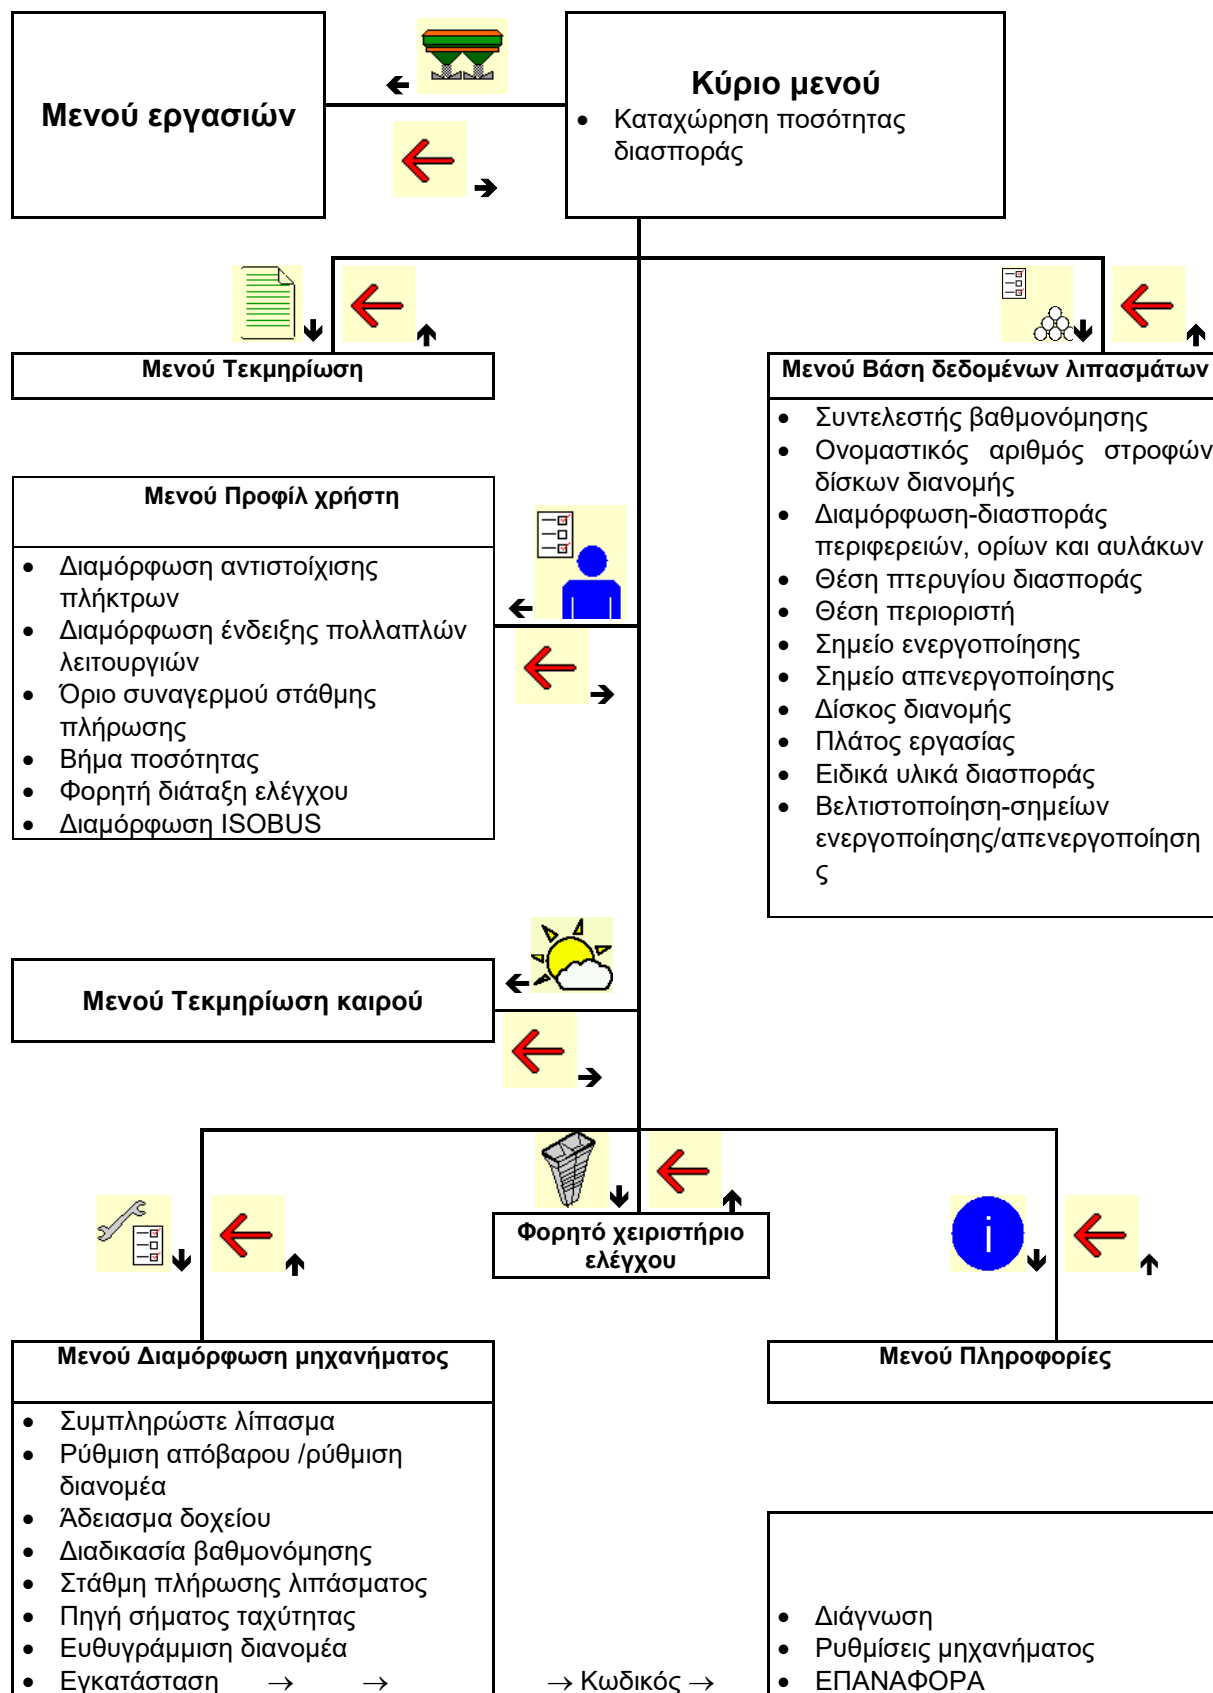 Μενού εργασιών
Κύριο μενού
• Καταχώρηση ποσότητας
διασποράς
Μενού Τεκμηρίωση
Μενού Βάση δεδομένων λιπασμάτων
• Συντελεστής βαθμονόμησης
• Ονομαστικός αριθμός στροφών
δίσκων διανομής
• Διαμόρφωση-διασποράς
περιφερειών, ορίων και αυλάκων
• Θέση πτερυγίου διασποράς
• Θέση περιοριστή
• Σημείο ενεργοποίησης
• Σημείο απενεργοποίησης
• Δίσκος διανομής
• Πλάτος εργασίας
• Ειδικά υλικά διασποράς
• Βελτιστοποίηση-σημείων
ενεργοποίησης/απενεργοποίηση
ς
Μενού Προφίλ χρήστη
• Διαμόρφωση αντιστοίχισης
πλήκτρων
• Διαμόρφωση ένδειξης πολλαπλών
λειτουργιών
• Όριο συναγερμού στάθμης
πλήρωσης
• Βήμα ποσότητας
• Φορητή διάταξη ελέγχου
• Διαμόρφωση ISOBUS
Μενού Τεκμηρίωση καιρού
Φορητό χειριστήριο
ελέγχου
i
Μενού Διαμόρφωση μηχανήματος
• Συμπληρώστε λίπασμα
• Ρύθμιση απόβαρου /ρύθμιση
διανομέα
• Άδειασμα δοχείου
• Διαδικασία βαθμονόμησης
• Στάθμη πλήρωσης λιπάσματος
• Πηγή σήματος ταχύτητας
• Ευθυγράμμιση διανομέα
• Εγκατάσταση → → → Κωδικός →
Μενού Πληροφορίες
• Διάγνωση
• Ρυθμίσεις μηχανήματος
• ΕΠΑΝΑΦΟΡΑ